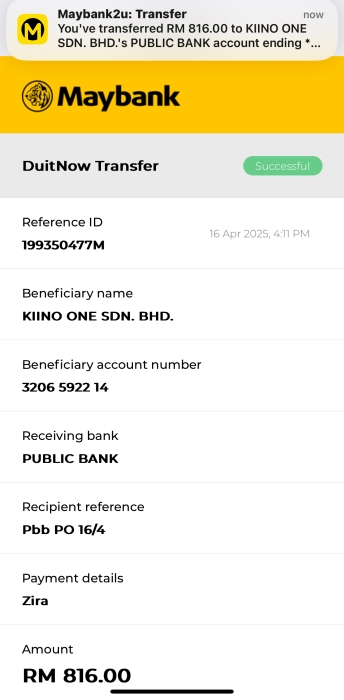 Maybank2u: Transfer
now
You've transferred RM 816.00 to KIINO ONE
SDN. BHD.'s PUBLIC BANK account ending *...
Maybank
DuitNow Transfer
Successful
Reference ID
16 Apr 2025, 4:11 PM
199350477M
Beneficiary name
KIINO ONE SDN. BHD.
Beneficiary account number
3206 5922 14
Receiving bank
PUBLIC BANK
Recipient reference
Pbb PO 16/4
Payment details
Zira
Amount
RM 816.00